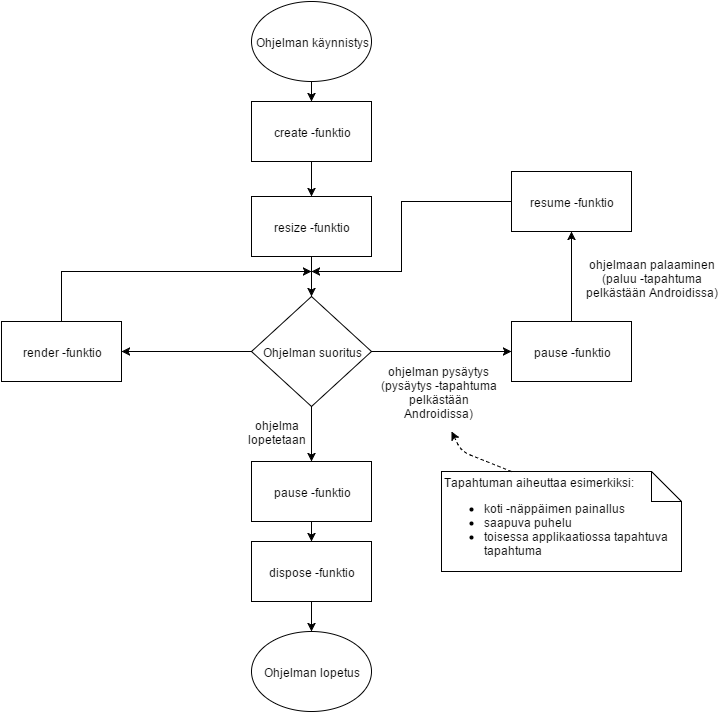 Ohjelman käynnistys
create -funktio
resize -funktio
resume -funktio
ohjelmaan palaaminen
(paluu -tapahtuma
pelkästään Androidissa)
render -funktio
Ohjelman suoritus
pause -funktio
ohjelman pysäytys
(pysäytys -tapahtuma
pelkästään
Androidissa)
ohjelma
lopetetaan
pause -funktio
Tapahtuman aiheuttaa esimerkiksi:
koti -näppäimen painallus
saapuva puhelu
toisessa applikaatiossa tapahtuva
tapahtuma
dispose -funktio
Ohjelman lopetus